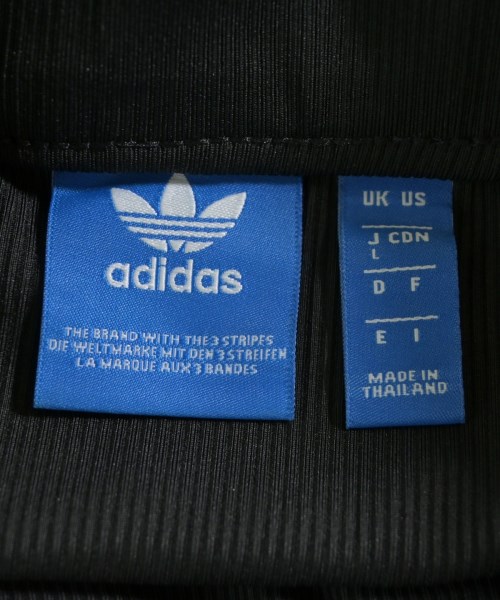 adidas
THE BRAND WITH THE 3 STRIPES
DIE WELTMARKE MIT DEN 3 STREIFEN
LA MARQUE AUX 3 BANDES
UK US
J CDN
L
D F
E I
MADE IN
THAILAND